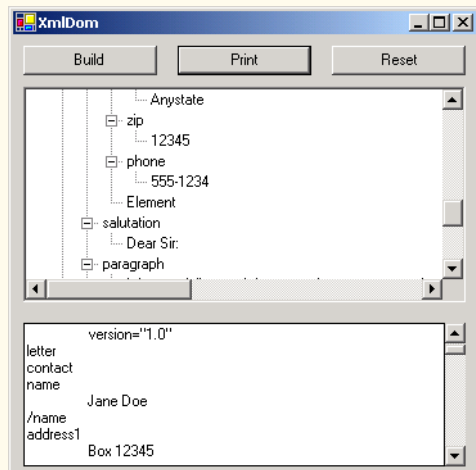 XmlDom
Build Print Reset
Anystate
zip
12345
phone
555-1234
Element
salutation
Dear Sir:
paragraph
version="1.0"
letter
contact
name
Jane Doe
/name
address1
Box 12345